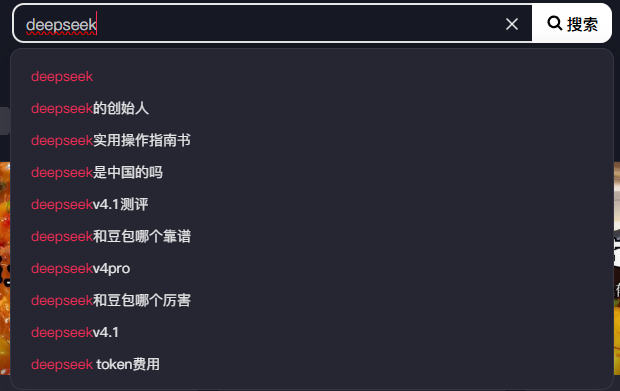 deepseek
搜索
deepseek
deepseek的创始人
deepseek实用操作指南书
deepseek是中国的吗
deepseekv4.1测评
deepseek和豆包哪个靠谱
deepseekv4pro
deepseek和豆包哪个厉害
deepseekv4.1
deepseek token费用